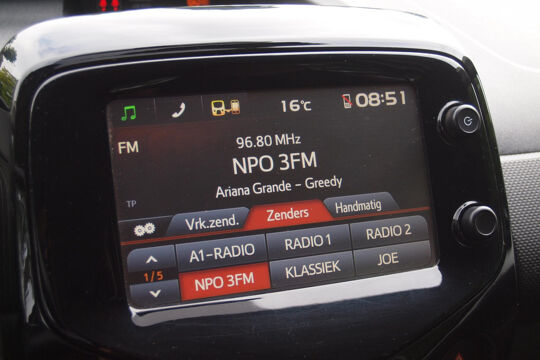 16°C
08:51
FM
96.80 MHz
NPO 3FM
Ariana Grande - Greedy
TP
Vrk.zend.
Zenders
Handmatig
1/5
A1-RADIO
RADIO 1
RADIO 2
NPO 3FM
KLASSIEK
JOE